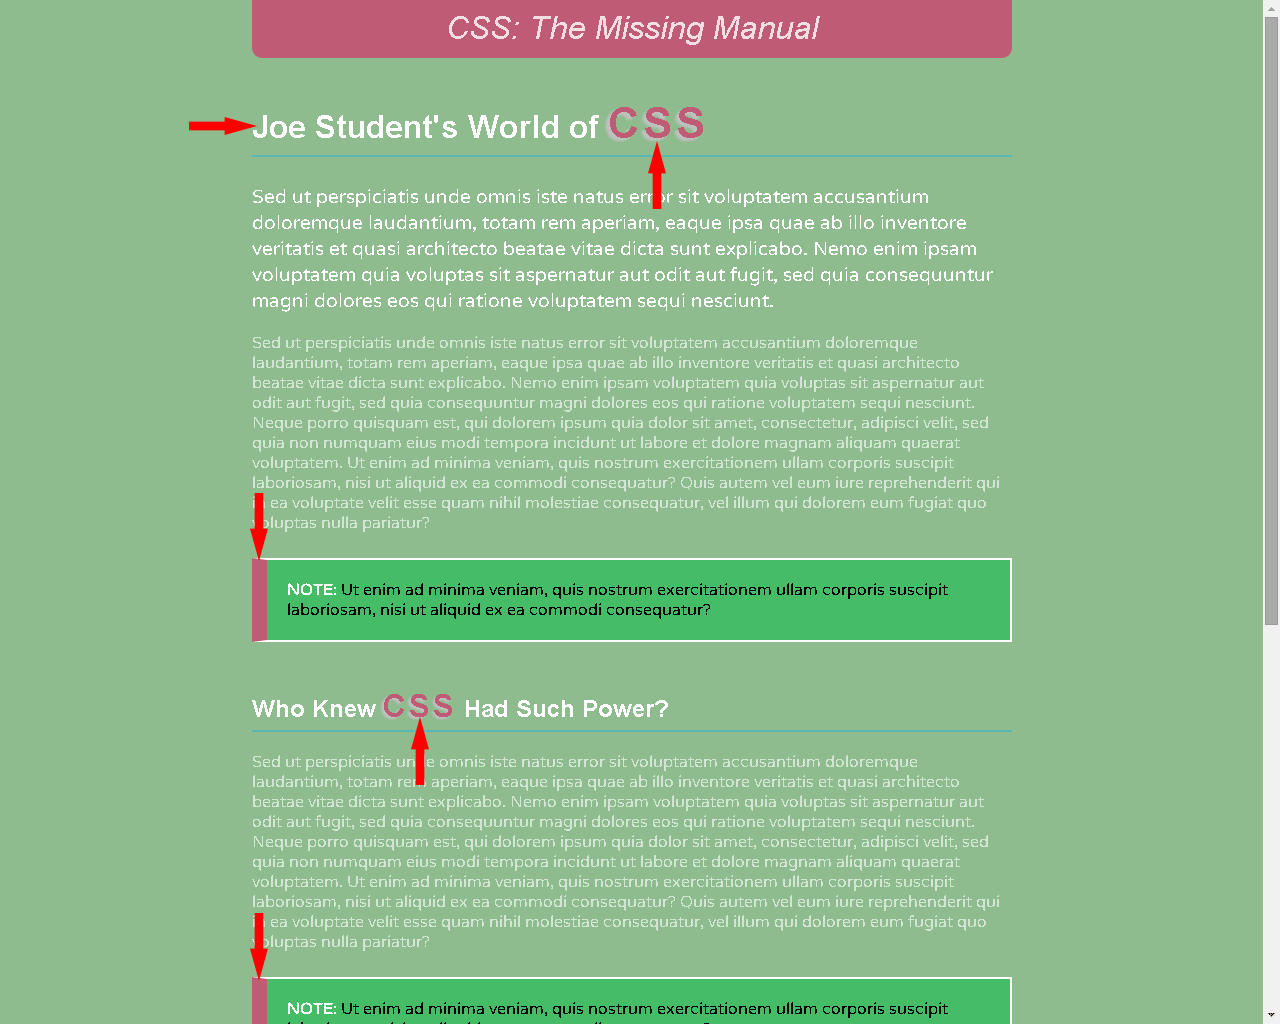 CSS: The Missing Manual
Joe Student's World of CSS
Sed ut perspiciatis unde omnis iste natus error sit voluptatem accusantium
doloremque laudantium, totam rem aperiam, eaque ipsa quae ab illo inventore
veritatis et quasi architecto beatae vitae dicta sunt explicabo. Nemo enim ipsam
voluptatem quia voluptas sit aspernatur aut odit aut fugit, sed quia consequuntur
magni dolores eos qui ratione voluptatem sequi nesciunt.
Sed ut perspiciatis unde omnis iste natus error sit voluptatem accusantium doloremque
laudantium, totam rem aperiam, eaque ipsa quae ab illo inventore veritatis et quasi architecto
beatae vitae dicta sunt explicabo. Nemo enim ipsam voluptatem quia voluptas sit aspernatur aut
odit aut fugit, sed quia consequuntur magni dolores eos qui ratione voluptatem sequi nesciunt.
Neque porro quisquam est, qui dolorem ipsum quia dolor sit amet, consectetur, adipisci velit, sed
quia non numquam eius modi tempora incidunt ut labore et dolore magnam aliquam quaerat
voluptatem. Ut enim ad minima veniam, quis nostrum exercitationem ullam corporis suscipit
laboriosam, nisi ut aliquid ex ea commodi consequatur? Quis autem vel eum iure reprehenderit qui
ea voluptate velit esse quam nihil molestiae consequatur, vel illum qui dolorem eum fugiat quo
voluptas nulla pariatur?
NOTE: Ut enim ad minima veniam, quis nostrum exercitationem ullam corporis suscipit
laboriosam, nisi ut aliquid ex ea commodi consequatur?
Who Knew CSS Had Such Power?
Sed ut perspiciatis unde omnis iste natus error sit voluptatem accusantium doloremque
laudantium, totam rem aperiam, eaque ipsa quae ab illo inventore veritatis et quasi architecto
beatae vitae dicta sunt explicabo. Nemo enim ipsam voluptatem quia voluptas sit aspernatur aut
odit aut fugit, sed quia consequuntur magni dolores eos qui ratione voluptatem sequi nesciunt.
Neque porro quisquam est, qui dolorem ipsum quia dolor sit amet, consectetur, adipisci velit, sed
quia non numquam eius modi tempora incidunt ut labore et dolore magnam aliquam quaerat
voluptatem. Ut enim ad minima veniam, quis nostrum exercitationem ullam corporis suscipit
laboriosam, nisi ut aliquid ex ea commodi consequatur? Quis autem vel eum iure reprehenderit qui
ea voluptate velit esse quam nihil molestiae consequatur, vel illum qui dolorem eum fugiat quo
voluptas nulla pariatur?
NOTE: Ut enim ad minima veniam, quis nostrum exercitationem ullam corporis suscipit